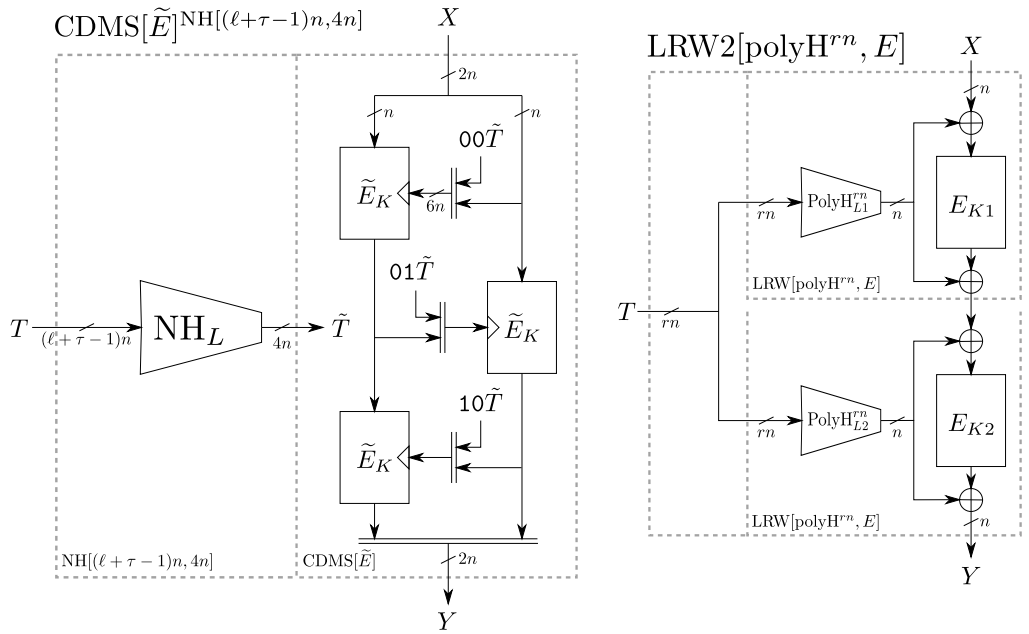 CDMS[Ẽ]^NH[(ℓ+τ−1)n,4n]
X
2n
n
n
00T̃
Ẽ_K
6n
01T̃
T
(ℓ+τ−1)n
NH_L
4n
T̃
Ẽ_K
10T̃
Ẽ_K
NH[(ℓ + τ − 1)n, 4n]
CDMS[Ẽ]
2n
Y
LRW2[polyH^rn, E]
X
n
rn
PolyH^rn_L1
n
E_K1
LRW[polyH^rn, E]
T
rn
rn
PolyH^rn_L2
n
E_K2
LRW[polyH^rn, E]
n
Y